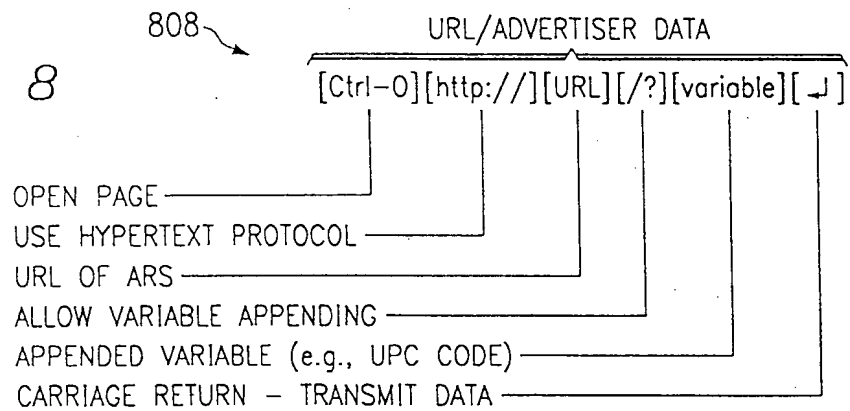 808
URL/ADVERTISER DATA
8
[Ctrl-O][http://][URL][/?][variable][↵]
OPEN PAGE
USE HYPERTEXT PROTOCOL
URL OF ARS
ALLOW VARIABLE APPENDING
APPENDED VARIABLE (e.g., UPC CODE)
CARRIAGE RETURN – TRANSMIT DATA